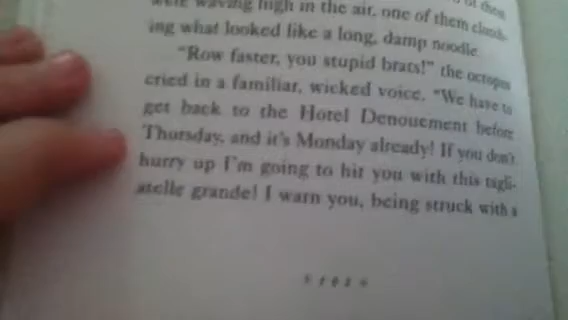 of them
were waving high in the air, one of them clutch-
ing what looked like a long, damp noodle.
"Row faster, you stupid brats!" the octopus
cried in a familiar, wicked voice. "We have to
get back to the Hotel Denouement before
Thursday, and it's Monday already! If you don't
hurry up I'm going to hit you with this tagli-
atelle grande! I warn you, being struck with a